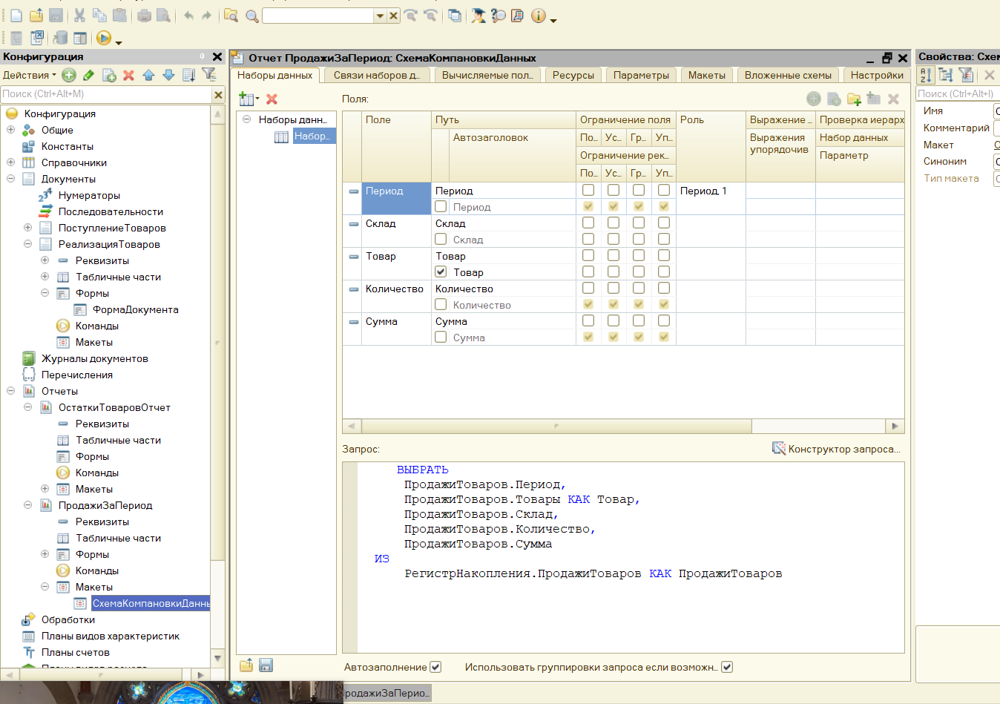 Конфигурация
Действия
Поиск (Ctrl+Alt+M)
Конфигурация
Общие
Константы
Справочники
Документы
Нумераторы
Последовательности
ПоступлениеТоваров
РеализацияТоваров
Реквизиты
Табличные части
Формы
ФормаДокумента
Команды
Макеты
Журналы документов
Перечисления
Отчеты
ОстаткиТоваровОтчет
Реквизиты
Табличные части
Формы
Команды
Макеты
ПродажиЗаПериод
Реквизиты
Табличные части
Формы
Команды
Макеты
СхемаКомпановкиДанны
Обработки
Планы видов характеристик
Планы счетов
Отчет ПродажиЗаПериод: СхемаКомпановкиДанных
Наборы данных Связи наборов д... Вычисляемые пол... Ресурсы Параметры Макеты Вложенные схемы Настройки
Наборы данн...
Набор...
Поля:
Поле Путь Ограничение поля Роль Выражение ... Проверка иерарх
Автозаголовок По... Ус... Гр... Уп... Выражения упорядочив Набор данных
Ограничение рек... Параметр
По... Ус... Гр... Уп...
Период Период Период, 1
Период
Склад Склад
Склад
Товар Товар
Товар
Количество Количество
Количество
Сумма Сумма
Сумма
Запрос: Конструктор запроса...
ВЫБРАТЬ
ПродажиТоваров.Период,
ПродажиТоваров.Товары КАК Товар,
ПродажиТоваров.Склад,
ПродажиТоваров.Количество,
ПродажиТоваров.Сумма
ИЗ
РегистрНакопления.ПродажиТоваров КАК ПродажиТоваров
Автозаполнение Использовать группировки запроса если возможн...
Свойства: Схе
Поиск (Ctrl+Alt+I)
Имя
Комментарий
Макет
Синоним
Тип макета
родажиЗаПерио...